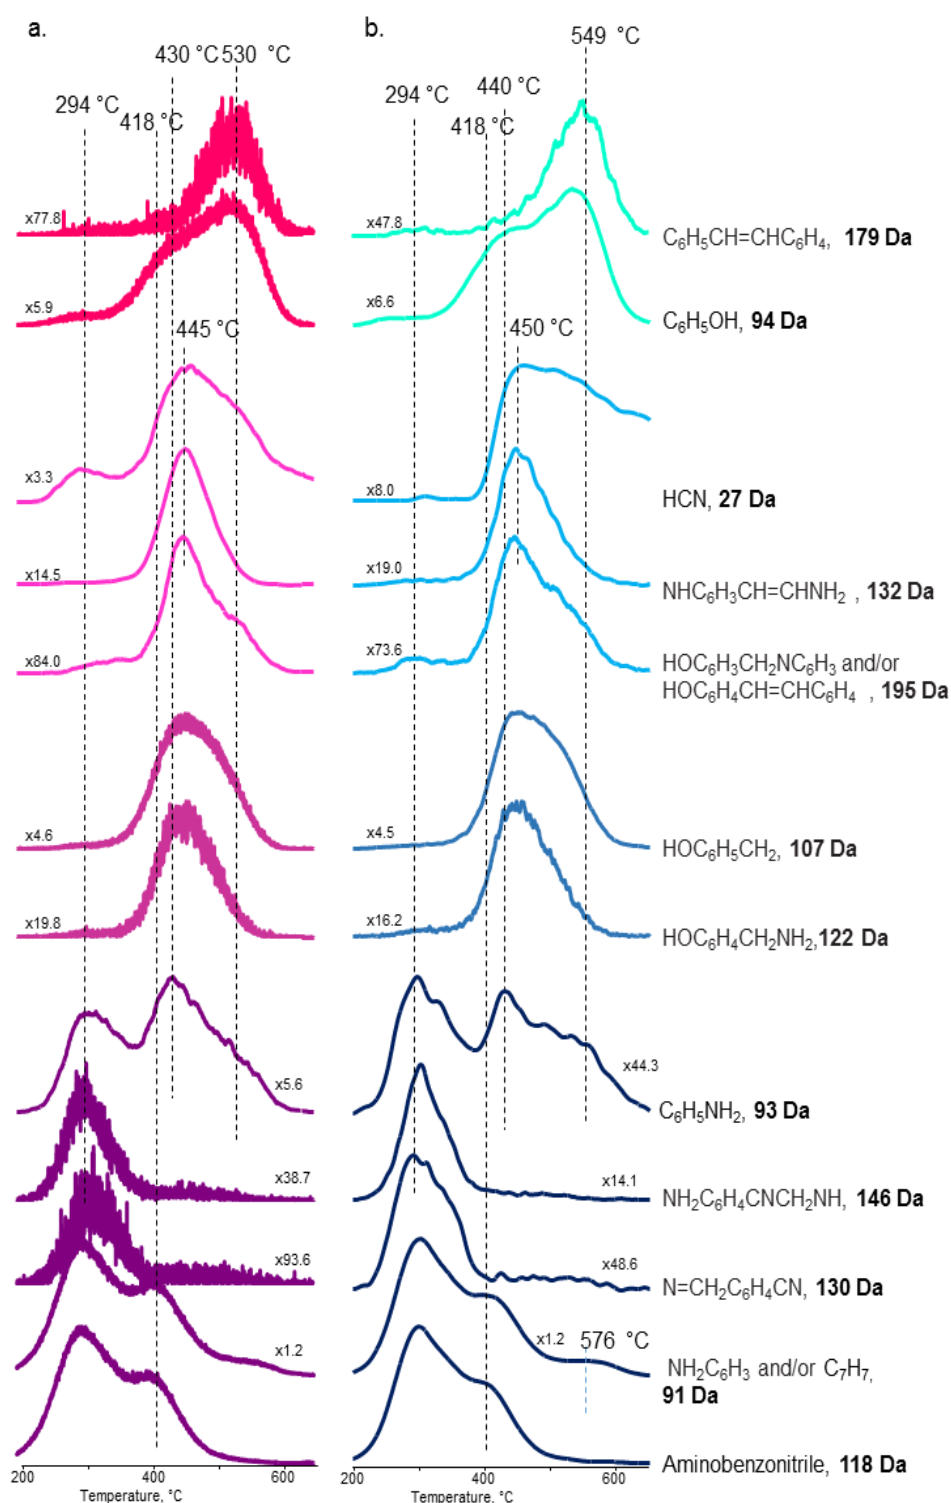 a.
b.
430 °C 530 °C
549 °C
294 °C
418 °C
294 °C
440 °C
418 °C
x77.8
x47.8
C₆H₅CH=CHC₆H₄, 179 Da
x5.9
x6.6
C₆H₅OH, 94 Da
445 °C
450 °C
x3.3
x8.0
HCN, 27 Da
x14.5
x19.0
NHC₆H₃CH=CHNH₂ , 132 Da
x84.0
x73.6
HOC₆H₃CH₂NC₆H₃ and/or
HOC₆H₄CH=CHC₆H₄ , 195 Da
x4.6
x4.5
HOC₆H₅CH₂, 107 Da
x19.8
x16.2
HOC₆H₄CH₂NH₂,122 Da
x5.6
x44.3
C₆H₅NH₂, 93 Da
x38.7
x14.1
NH₂C₆H₄CNCH₂NH, 146 Da
x93.6
x48.6
N=CH₂C₆H₄CN, 130 Da
x1.2
x1.2
576 °C
NH₂C₆H₃ and/or C₇H₇,
91 Da
Aminobenzonitrile, 118 Da
200 400 600
200 400 600
Temperature, °C
Temperature, °C